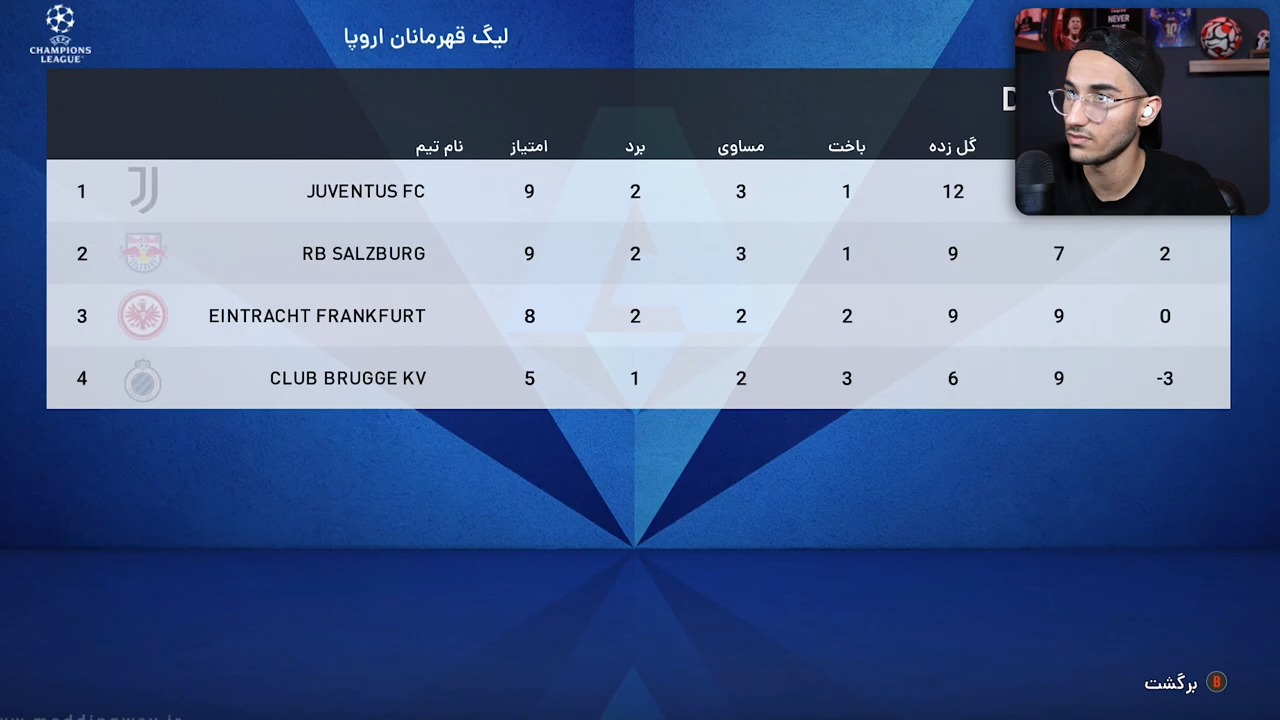 UEFA
CHAMPIONS
LEAGUE
لیگ قهرمانان اروپا
NEVER
D
نام تیم امتیاز برد مساوی باخت گل زده
1 JUVENTUS FC 9 2 3 1 12
2 RB SALZBURG 9 2 3 1 9 7 2
3 EINTRACHT FRANKFURT 8 2 2 2 9 9 0
4 CLUB BRUGGE KV 5 1 2 3 6 9 -3
برگشت B